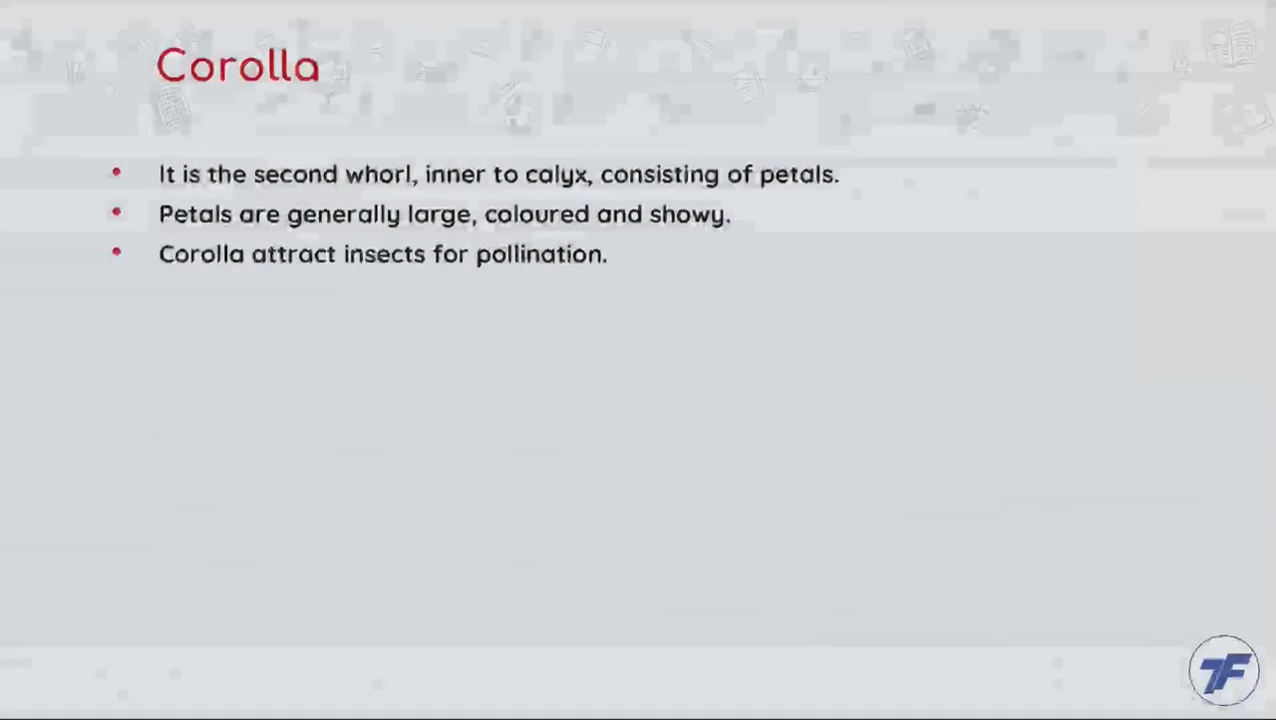 Corolla
It is the second whorl, inner to calyx, consisting of petals.
Petals are generally large, coloured and showy.
Corolla attract insects for pollination.
7F